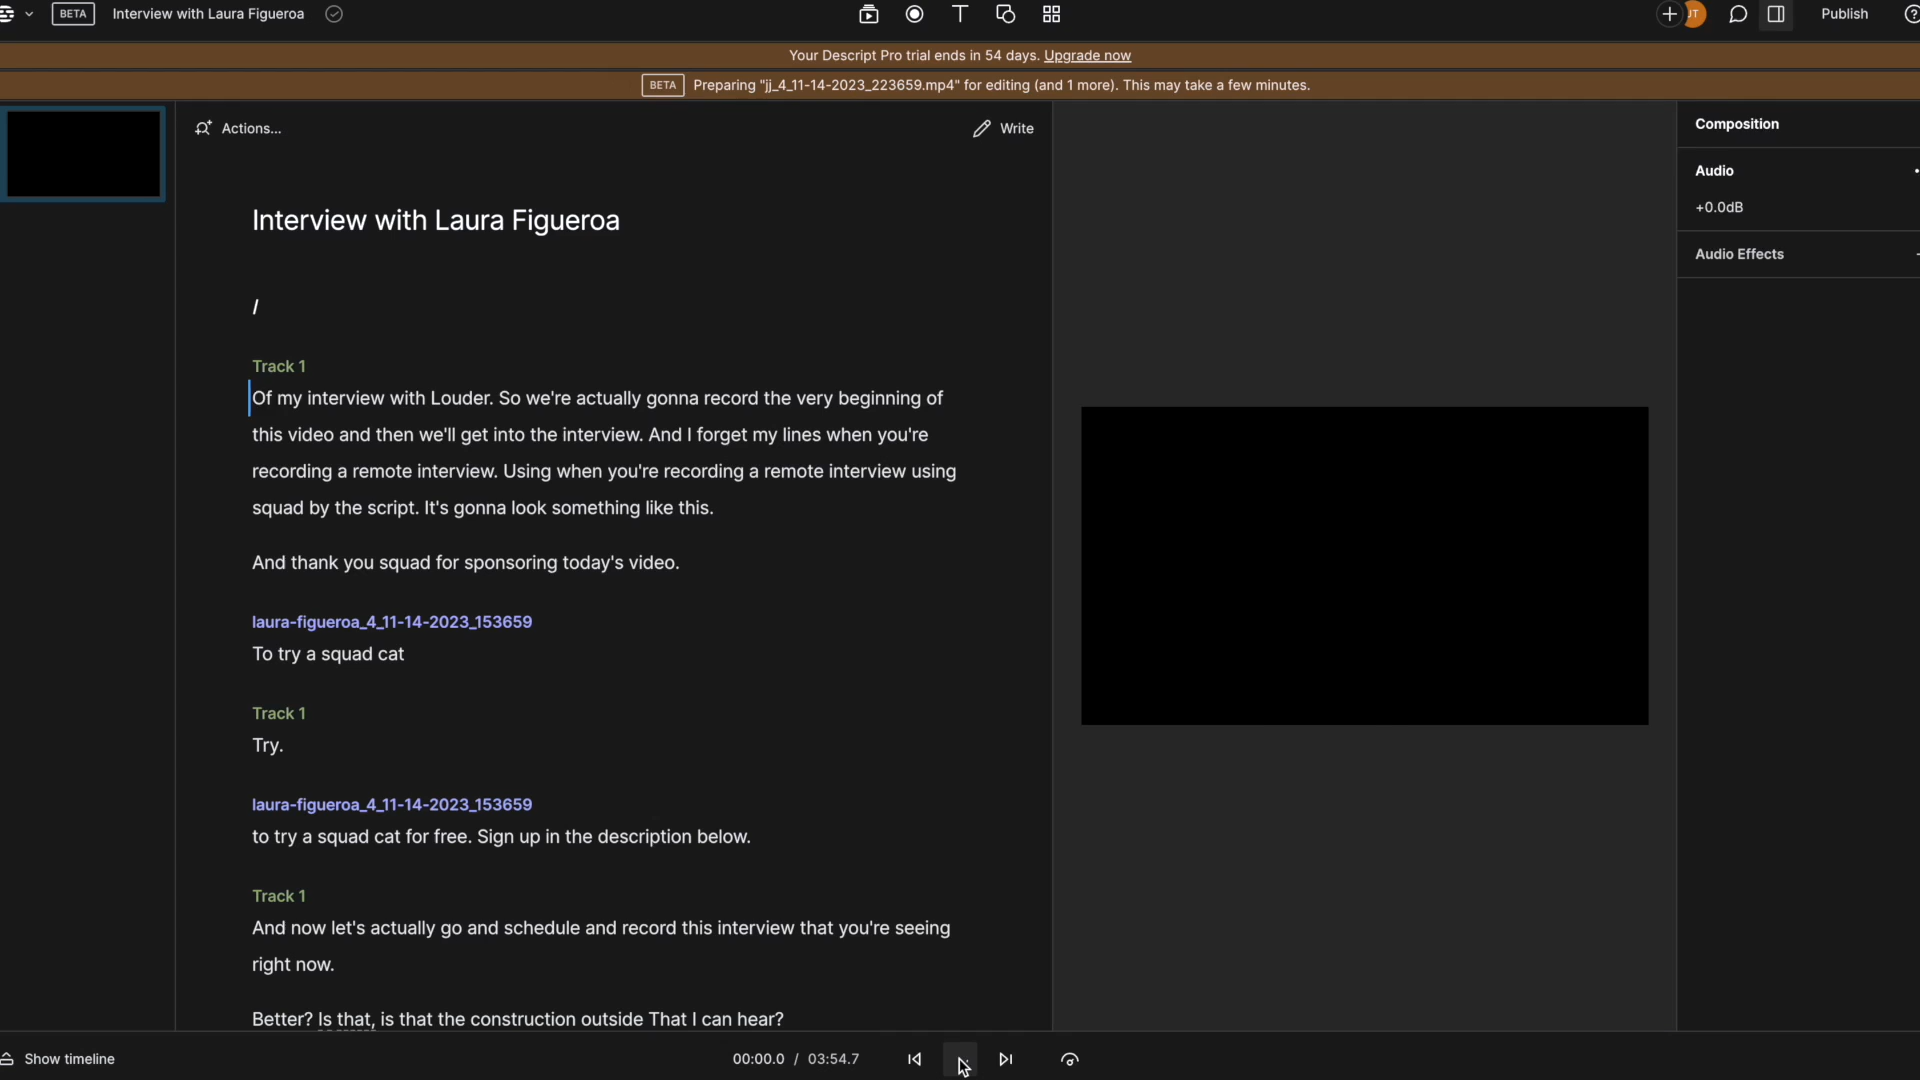 BETA Interview with Laura Figueroa
JT
Publish
Your Descript Pro trial ends in 54 days. Upgrade now
BETA Preparing "jj_4_11-14-2023_223659.mp4" for editing (and 1 more). This may take a few minutes.
Actions...
Write
Interview with Laura Figueroa
/
Track 1
Of my interview with Louder. So we're actually gonna record the very beginning of
this video and then we'll get into the interview. And I forget my lines when you're
recording a remote interview. Using when you're recording a remote interview using
squad by the script. It's gonna look something like this.
And thank you squad for sponsoring today's video.
laura-figueroa_4_11-14-2023_153659
To try a squad cat
Track 1
Try.
laura-figueroa_4_11-14-2023_153659
to try a squad cat for free. Sign up in the description below.
Track 1
And now let's actually go and schedule and record this interview that you're seeing
right now.
Better? Is that, is that the construction outside That I can hear?
Composition
Audio
+0.0dB
Audio Effects
Show timeline
00:00.0 / 03:54.7